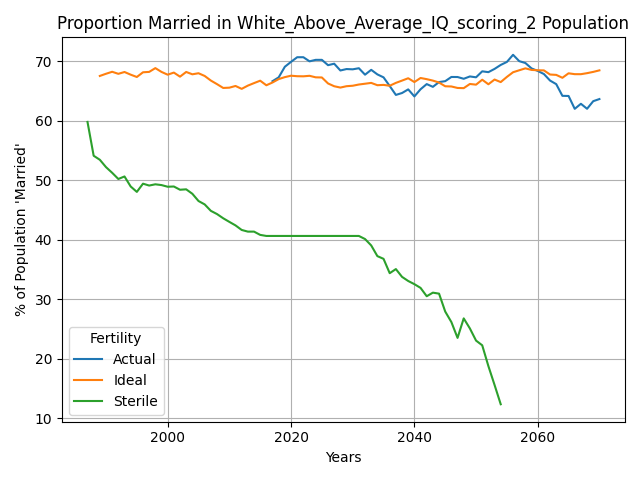 Proportion Married in White_Above_Average_IQ_scoring_2 Population
% of Population 'Married'
70
60
50
40
30
20
10
Fertility
Actual
Ideal
Sterile
2000
2020
2040
2060
Years